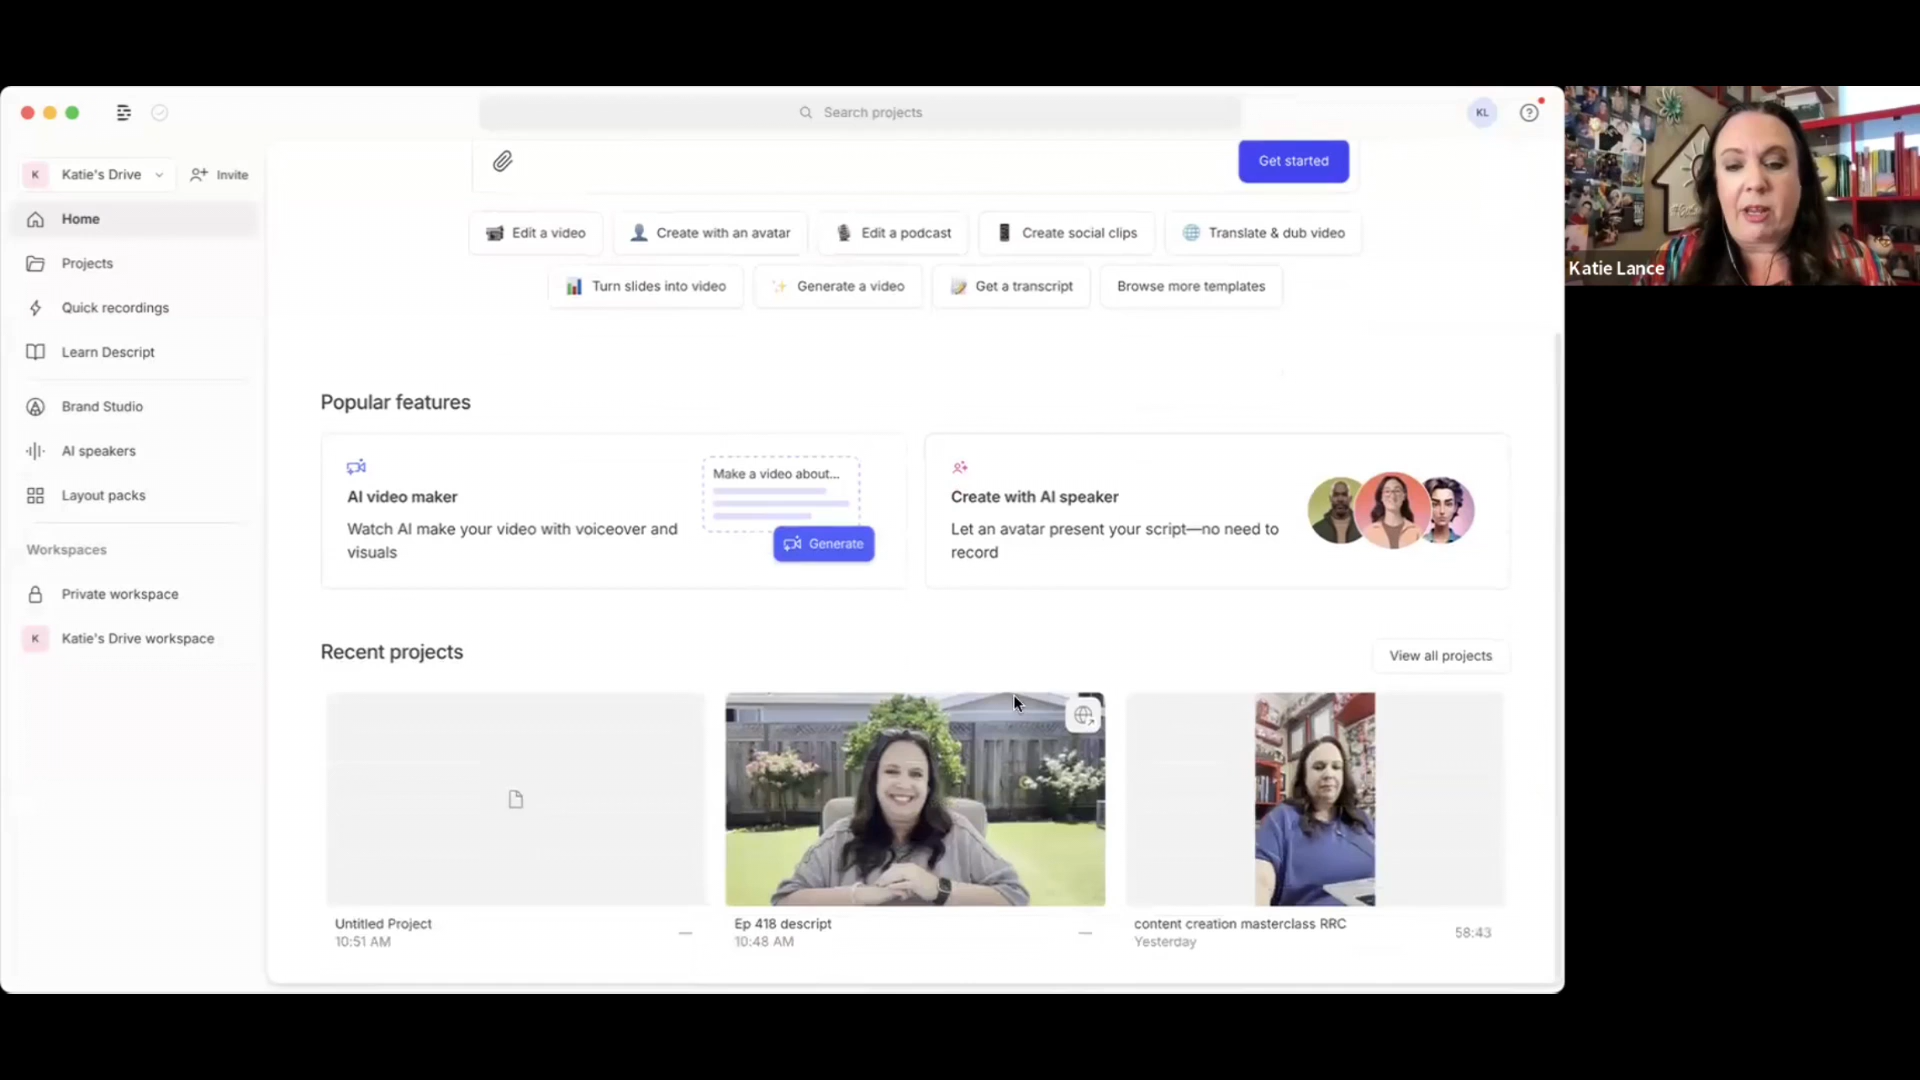 Search projects
KL
K
Katie's Drive
Invite
Get started
Home
Projects
Quick recordings
Learn Descript
Brand Studio
AI speakers
Layout packs
Workspaces
Private workspace
K
Katie's Drive workspace
Edit a video
Create with an avatar
Edit a podcast
Create social clips
Translate & dub video
Turn slides into video
Generate a video
Get a transcript
Browse more templates
Popular features
AI video maker
Watch AI make your video with voiceover and
visuals
Make a video about...
Generate
Create with AI speaker
Let an avatar present your script—no need to
record
Recent projects
View all projects
Untitled Project
10:51 AM
—
Ep 418 descript
10:48 AM
—
content creation masterclass RRC
Yesterday
58:43
Katie Lance